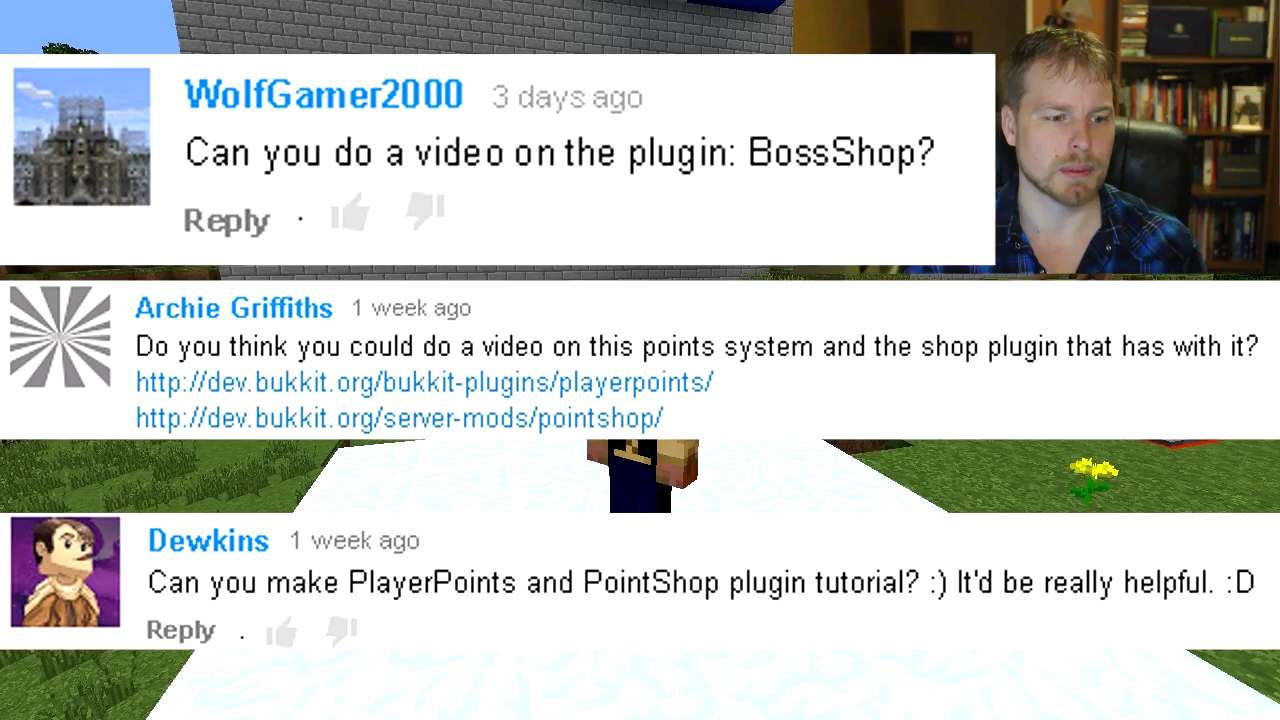 WolfGamer2000 3 days ago
Can you do a video on the plugin: BossShop?
Reply ·
Archie Griffiths 1 week ago
Do you think you could do a video on this points system and the shop plugin that has with it?
http://dev.bukkit.org/bukkit-plugins/playerpoints/
http://dev.bukkit.org/server-mods/pointshop/
Dewkins 1 week ago
Can you make PlayerPoints and PointShop plugin tutorial? :) It'd be really helpful. :D
Reply .